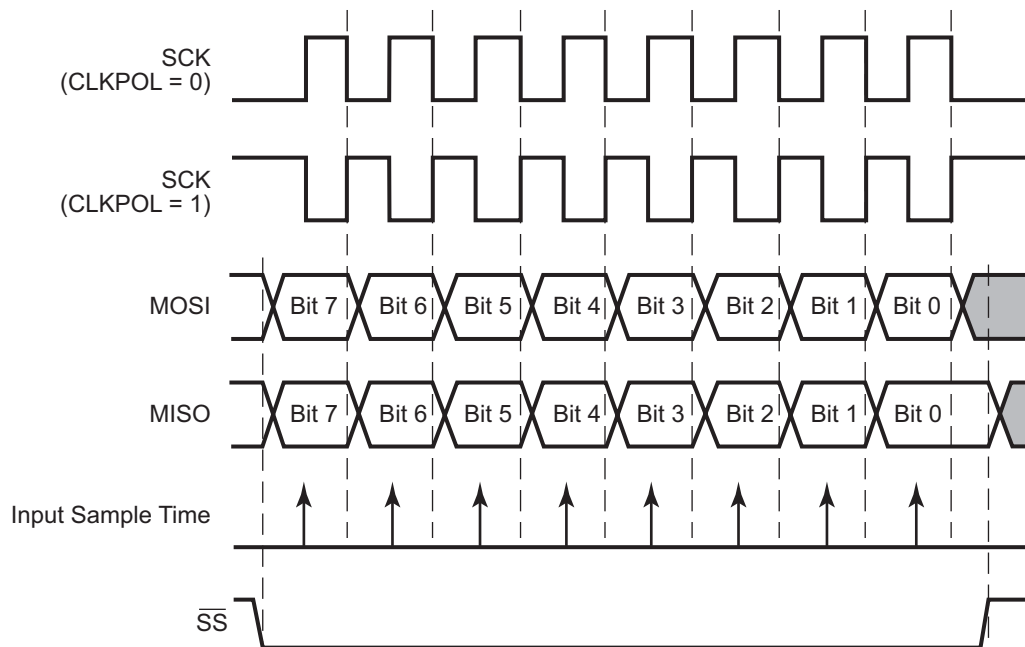 SCK
(CLKPOL = 0)
SCK
(CLKPOL = 1)
MOSI
Bit 7 Bit 6 Bit 5 Bit 4 Bit 3 Bit 2 Bit 1 Bit 0
MISO
Bit 7 Bit 6 Bit 5 Bit 4 Bit 3 Bit 2 Bit 1 Bit 0
Input Sample Time
S̅S̅